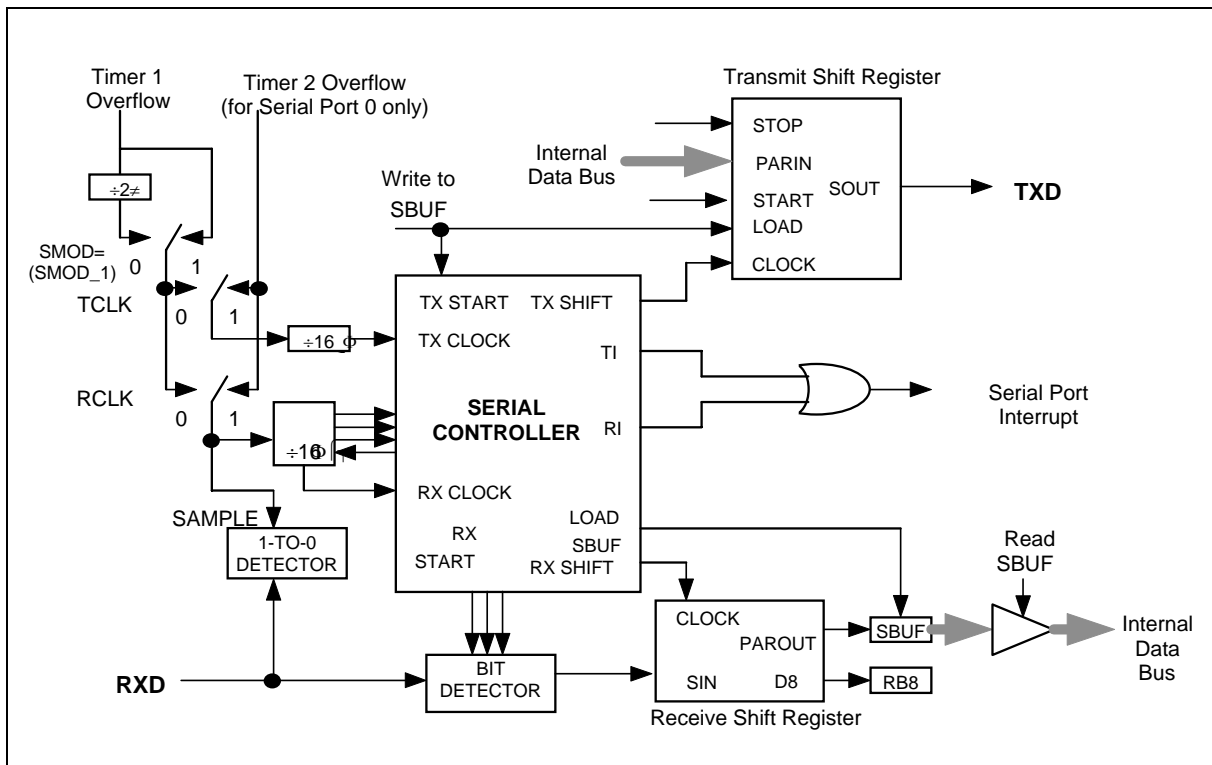 Timer 1
Overflow
Timer 2 Overflow
(for Serial Port 0 only)
÷2≠
SMOD=
(SMOD_1)
0
1
TCLK
0
1
÷16
RCLK
0
1
÷16
SAMPLE
1-TO-0
DETECTOR
RXD
Write to
SBUF
TX START
TX SHIFT
TX CLOCK
TI
SERIAL
CONTROLLER
RI
RX CLOCK
LOAD
SBUF
RX
START
RX SHIFT
BIT
DETECTOR
Transmit Shift Register
Internal
Data Bus
STOP
PARIN
SOUT
START
LOAD
CLOCK
TXD
Serial Port
Interrupt
CLOCK
PAROUT
SIN
D8
Receive Shift Register
SBUF
RB8
Read
SBUF
Internal
Data
Bus